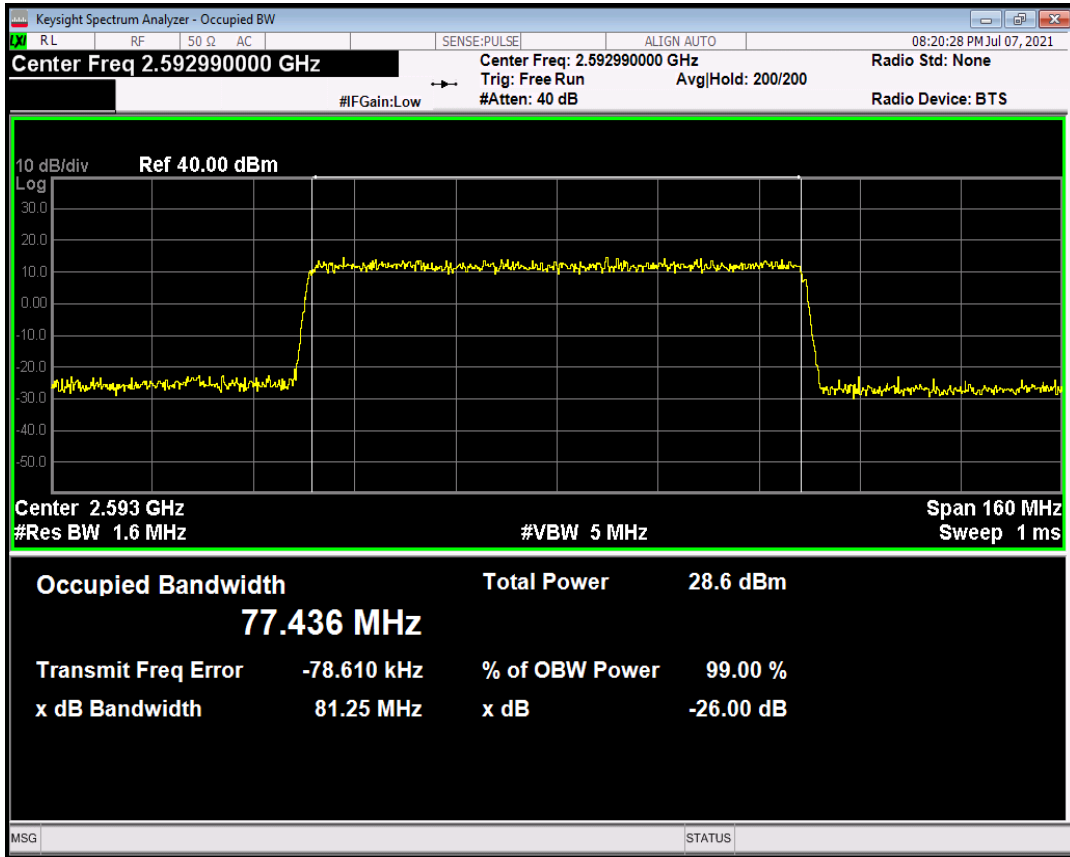 Keysight Spectrum Analyzer - Occupied BW
LXI RL RF 50 Ω AC SENSE:PULSE ALIGN AUTO 08:20:28 PM Jul 07, 2021
Center Freq 2.592990000 GHz Center Freq: 2.592990000 GHz Radio Std: None
Trig: Free Run Avg|Hold: 200/200
#IFGain:Low #Atten: 40 dB Radio Device: BTS
10 dB/div Ref 40.00 dBm
Log
30.0
20.0
10.0
0.00
-10.0
-20.0
-30.0
-40.0
-50.0
Center 2.593 GHz Span 160 MHz
#Res BW 1.6 MHz #VBW 5 MHz Sweep 1 ms
Occupied Bandwidth Total Power 28.6 dBm
77.436 MHz
Transmit Freq Error -78.610 kHz % of OBW Power 99.00 %
x dB Bandwidth 81.25 MHz x dB -26.00 dB
MSG STATUS